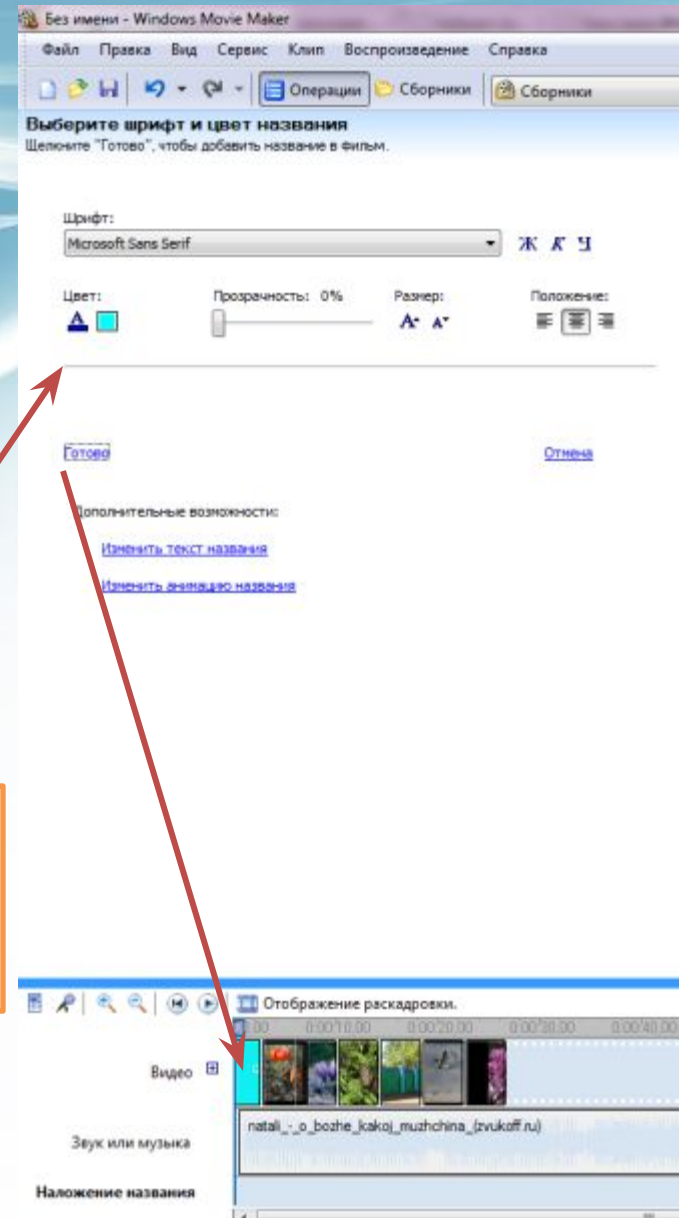 Без имени - Windows Movie Maker
Файл Правка Вид Сервис Клип Воспроизведение Справка
Операции Сборники Сборники
Выберите шрифт и цвет названия
Щелкните "Готово", чтобы добавить название в фильм.
Шрифт:
Microsoft Sans Serif Ж К Ч
Цвет: Прозрачность: 0% Размер: Положение:
Готово Отмена
Дополнительные возможности:
Изменить текст названия
Изменить анимацию названия
Отображение раскадровки.
0:00'10,00 0:00'20,00 0:00'30,00 0:00'40,00
Видео
natali_-_o_bozhe_kakoj_muzhchina_(zvukoff.ru)
Звук или музыка
Наложение названия